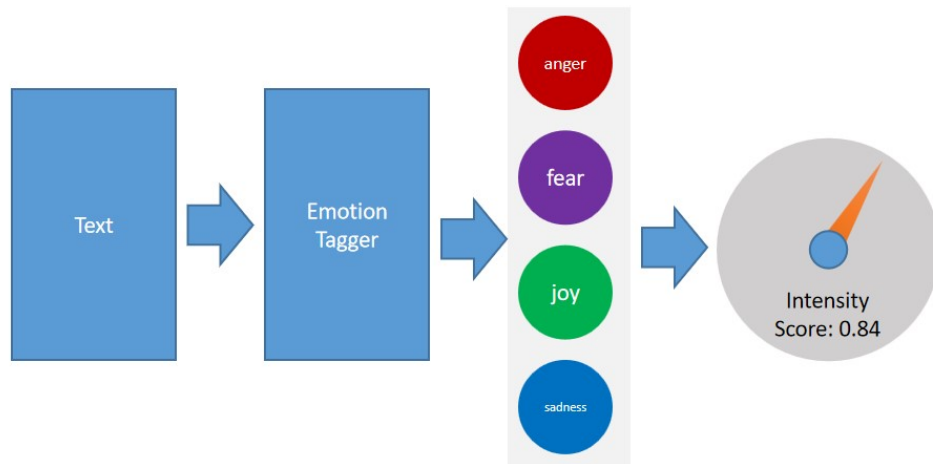 Text
Emotion
Tagger
anger
fear
joy
sadness
Intensity
Score: 0.84